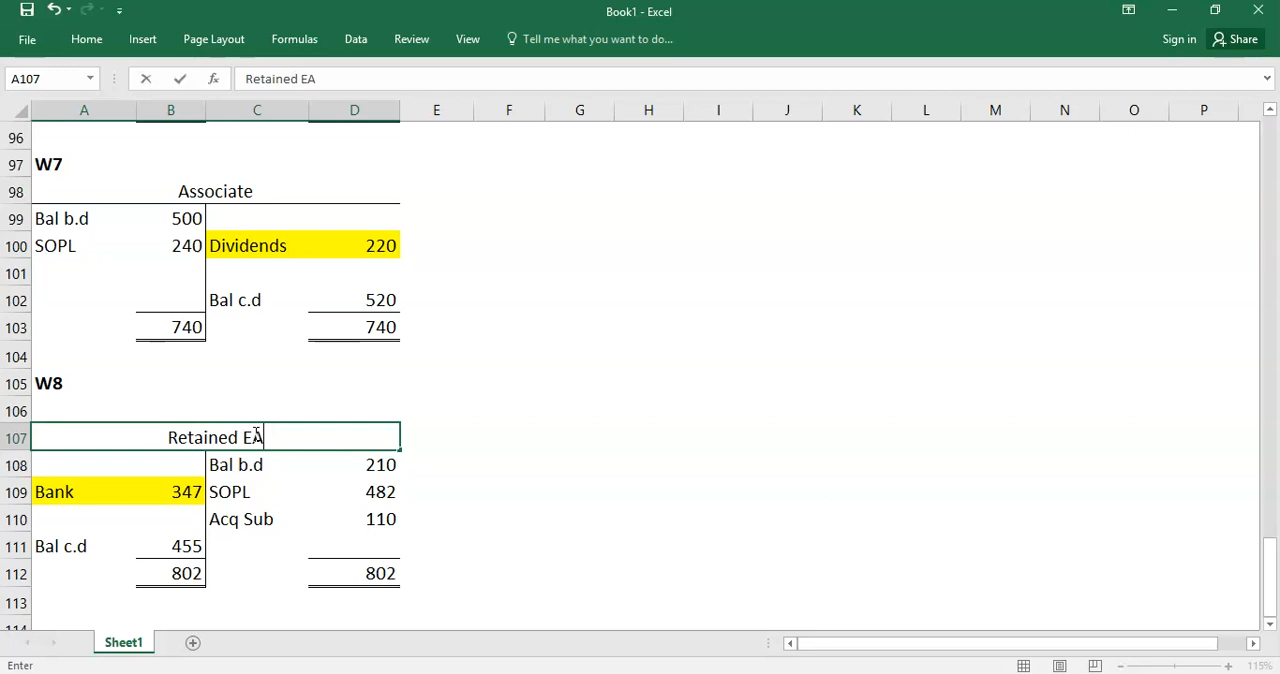 Book1 - Excel
File Home Insert Page Layout Formulas Data Review View Tell me what you want to do... Sign in Share
A107 fx Retained EA
A B C D E F G H I J K L M N O P
96
97 W7
98 Associate
99 Bal b.d 500
100 SOPL 240 Dividends 220
101
102 Bal c.d 520
103 740 740
104
105 W8
106
107 Retained EA
108 Bal b.d 210
109 Bank 347 SOPL 482
110 Acq Sub 110
111 Bal c.d 455
112 802 802
113
114
Sheet1
Enter 115%